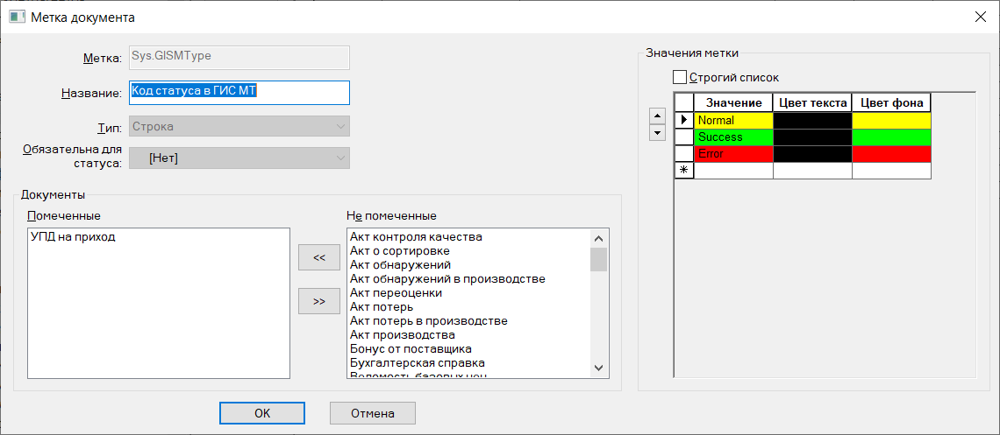 Метка документа
Метка:
Sys.GISMType
Название:
Код статуса в ГИС МТ
Тип:
Строка
Обязательна для
статуса:
[Нет]
Документы
Помеченные
УПД на приход
<<
>>
Не помеченные
Акт контроля качества
Акт о сортировке
Акт обнаружений
Акт обнаружений в производстве
Акт переоценки
Акт потерь
Акт потерь в производстве
Акт производства
Бонус от поставщика
Бухгалтерская справка
Ведомость базовых цен
OK
Отмена
Значения метки
Строгий список
Значение Цвет текста Цвет фона
Normal
Success
Error